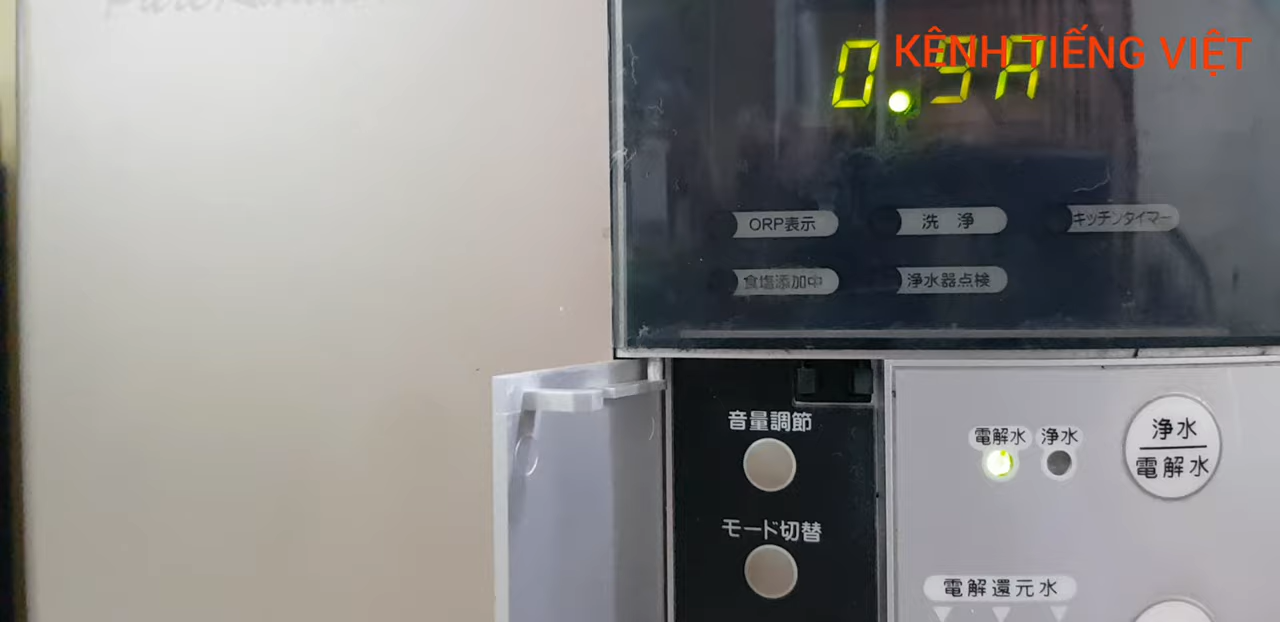 KÊNH TIẾNG VIỆT
0.9A
ORP表示
洗 浄
キッチンタイマー
食塩添加中
浄水器点検
音量調節
電解水
浄水
浄水
電解水
モード切替
電解還元水